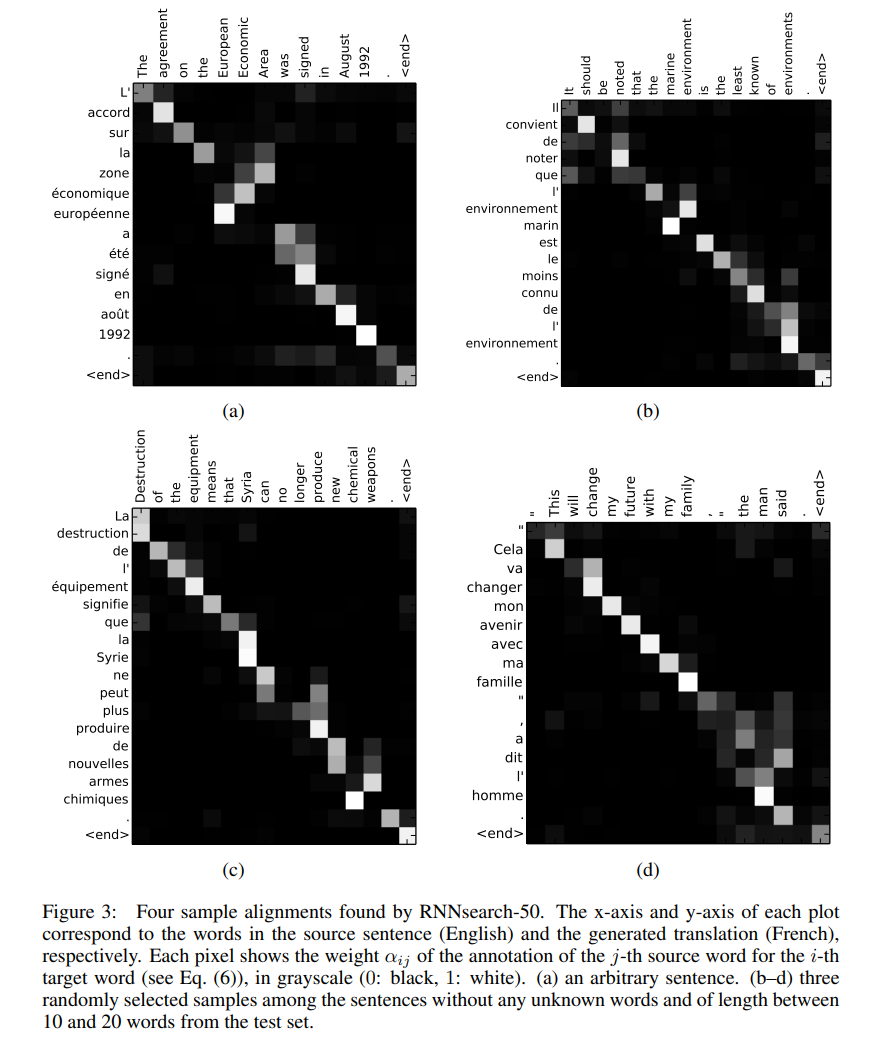 The agreement on the European Economic Area was signed in August 1992 . <end>
L'
accord
sur
la
zone
économique
européenne
a
été
signé
en
août
1992
.
<end>
(a)
It should be noted that the marine environment is the least known of environments . <end>
Il
convient
de
noter
que
l'
environnement
marin
est
le
moins
connu
de
l'
environnement
.
<end>
(b)
Destruction of the equipment means that Syria can no longer produce new chemical weapons . <end>
La
destruction
de
l'
équipement
signifie
que
la
Syrie
ne
peut
plus
produire
de
nouvelles
armes
chimiques
.
<end>
(c)
" This will change my future with my family , " the man said . <end>
"
Cela
va
changer
mon
avenir
avec
ma
famille
"
,
a
dit
l'
homme
.
<end>
(d)
Figure 3: Four sample alignments found by RNNsearch-50. The x-axis and y-axis of each plot
correspond to the words in the source sentence (English) and the generated translation (French),
respectively. Each pixel shows the weight αij of the annotation of the j-th source word for the i-th
target word (see Eq. (6)), in grayscale (0: black, 1: white). (a) an arbitrary sentence. (b–d) three
randomly selected samples among the sentences without any unknown words and of length between
10 and 20 words from the test set.